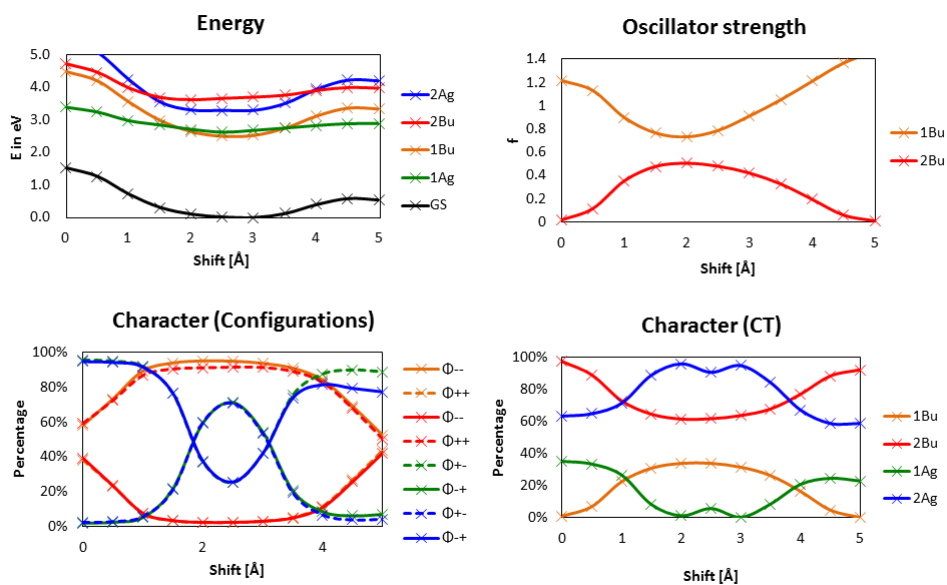 Energy
5.0
4.0
3.0
2.0
1.0
0.0
E in eV
0 1 2 3 4 5
Shift [Å]
2Ag
2Bu
1Bu
1Ag
GS
Oscillator strength
1.4
1.2
1
0.8
0.6
0.4
0.2
0
f
0 1 2 3 4 5
Shift [Å]
1Bu
2Bu
Character (Configurations)
100%
80%
60%
40%
20%
0%
Percentage
0 2 4
Shift [Å]
Φ--
Φ++
Φ--
Φ++
Φ+-
Φ-+
Φ+-
Φ-+
Character (CT)
100%
80%
60%
40%
20%
0%
Percentage
0 1 2 3 4 5
Shift [Å]
1Bu
2Bu
1Ag
2Ag